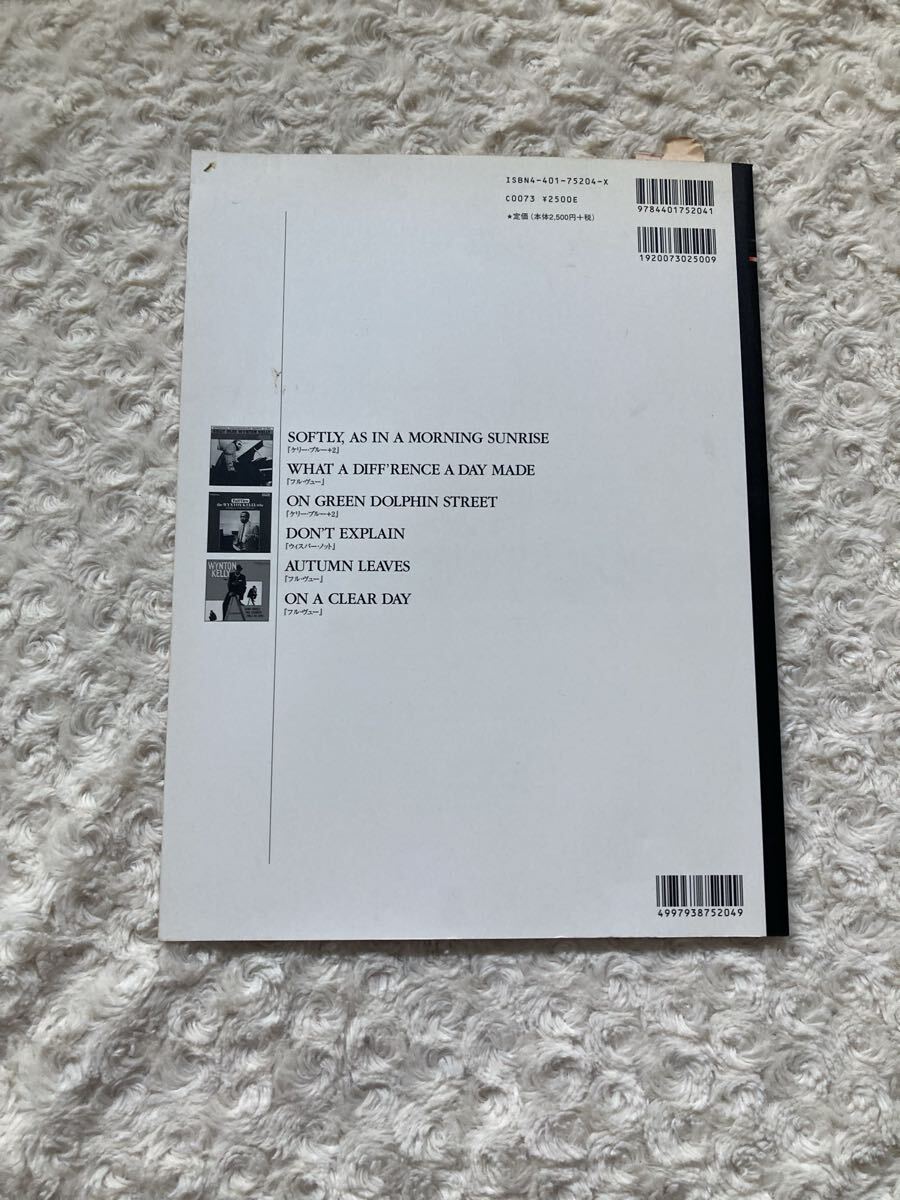 ISBN4-401-75204-X
C0073 ¥2500E
★定価（本体2,500円＋税）
9784401752041
1920073025009
SOFTLY, AS IN A MORNING SUNRISE
『ケリー・ブルー+2』
WHAT A DIFF'RENCE A DAY MADE
『フル・ヴュー』
ON GREEN DOLPHIN STREET
『ケリー・ブルー+2』
DON'T EXPLAIN
『ウィスパー・ノット』
AUTUMN LEAVES
『フル・ヴュー』
ON A CLEAR DAY
『フル・ヴュー』
WYNTON
KELLY
4997938752049